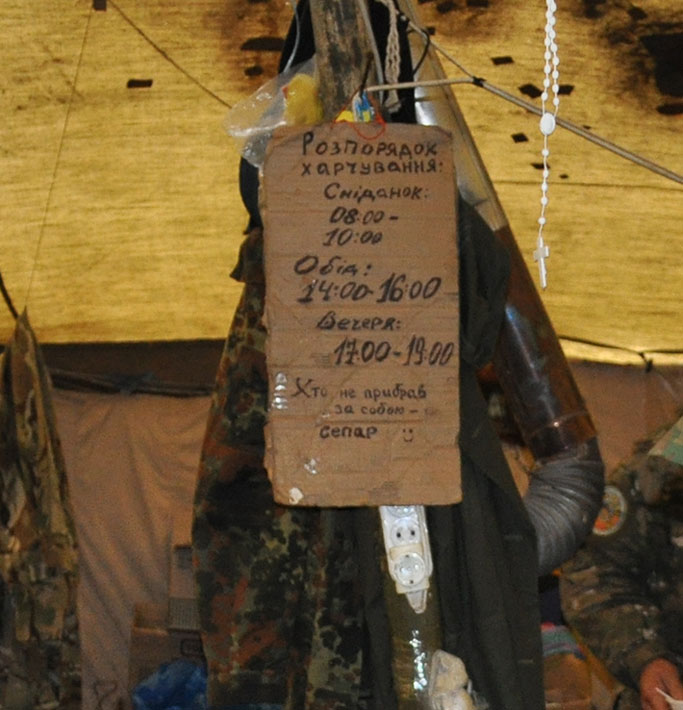 Розпорядок
харчування:
Сніданок:
08:00-
10:00
Обід:
14:00-16:00
Вечеря:
17.00-19:00
Хто не прибрав
за собою-
сепар